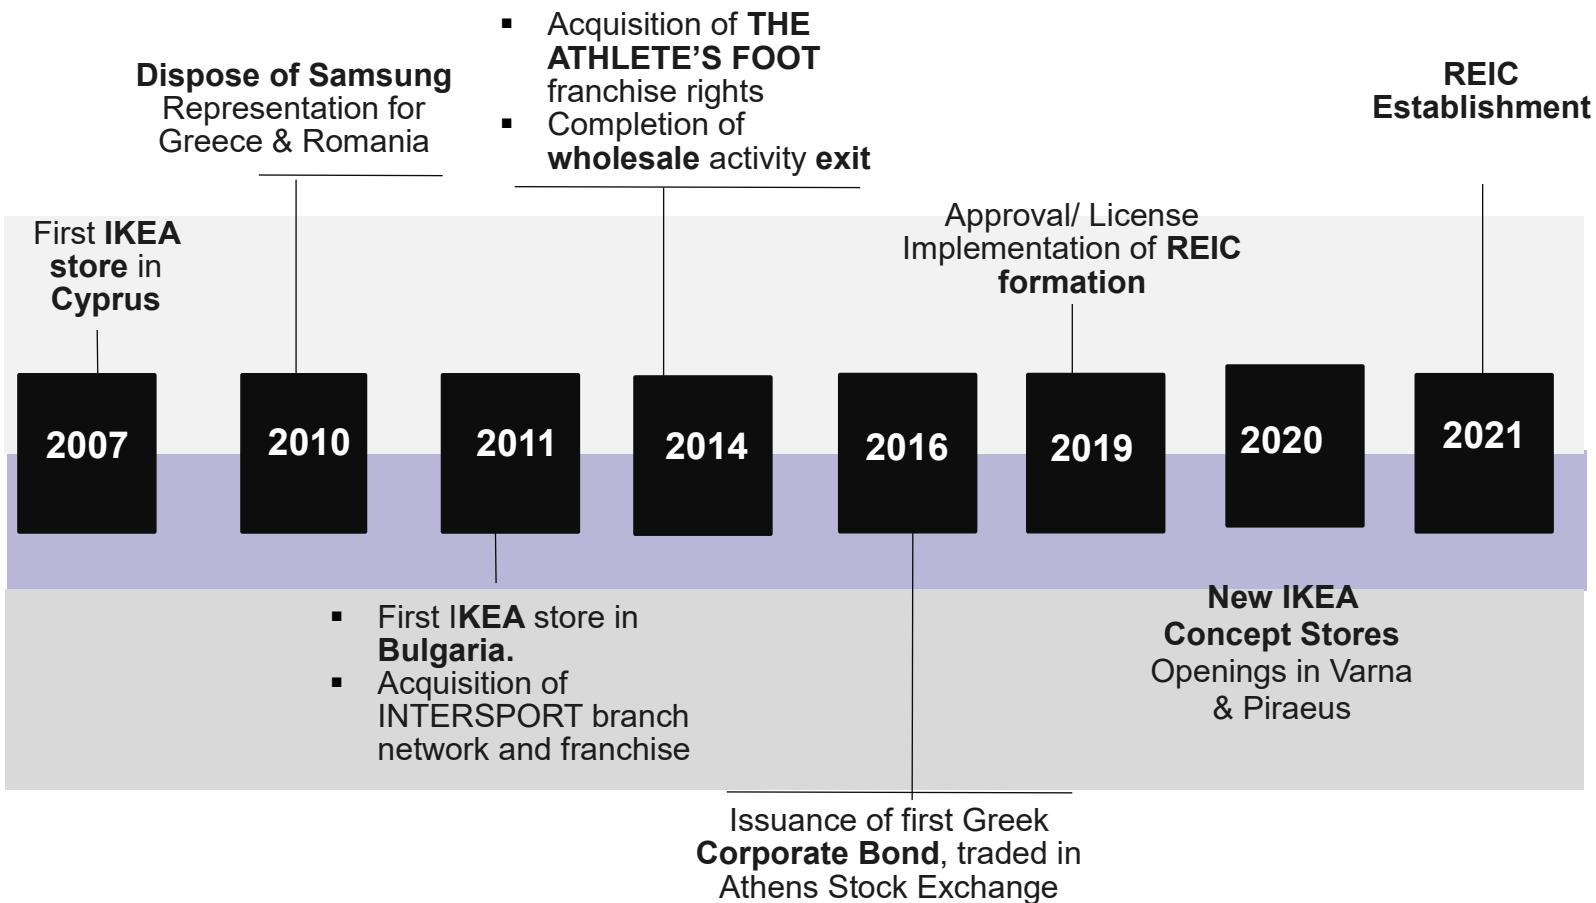 ▪ Acquisition of THE
ATHLETE’S FOOT
franchise rights
▪ Completion of
wholesale activity exit
Dispose of Samsung
Representation for
Greece & Romania
REIC
Establishment
First IKEA
store in
Cyprus
Approval/ License
Implementation of REIC
formation
2007
2010
2011
2014
2016
2019
2020
2021
▪ First IKEA store in
Bulgaria.
▪ Acquisition of
INTERSPORT branch
network and franchise
New IKEA
Concept Stores
Openings in Varna
& Piraeus
Issuance of first Greek
Corporate Bond, traded in
Athens Stock Exchange